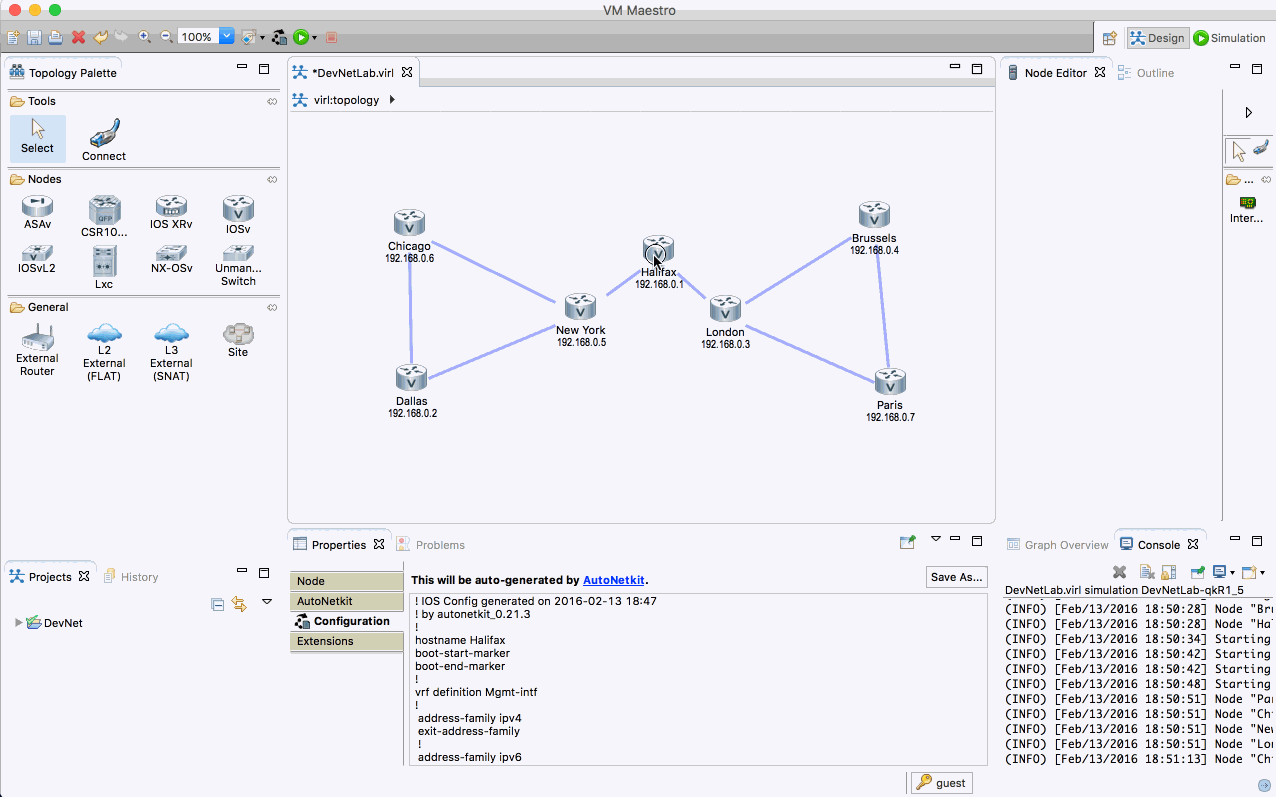 VM Maestro
100%
Design
Simulation
Topology Palette
*DevNetLab.virl
Node Editor
Outline
virl:topology
Tools
Select
Connect
Nodes
ASAv
CSR10...
IOS XRv
IOSv
IOSvL2
Lxc
NX-OSv
Unman...
Switch
General
External
Router
L2
External
(FLAT)
L3
External
(SNAT)
Site
...
Inter...
Chicago
192.168.0.6
Halifax
192.168.0.1
Brussels
192.168.0.4
New York
192.168.0.5
London
192.168.0.3
Dallas
192.168.0.2
Paris
192.168.0.7
Projects
History
DevNet
Properties
Problems
Node
AutoNetkit
Configuration
Extensions
This will be auto-generated by AutoNetkit.
Save As...
! IOS Config generated on 2016-02-13 18:47
! by autonetkit_0.21.3
!
hostname Halifax
boot-start-marker
boot-end-marker
!
vrf definition Mgmt-intf
!
address-family ipv4
exit-address-family
!
address-family ipv6
Graph Overview
Console
DevNetLab.virl simulation DevNetLab-qkR1_5
(INFO) [Feb/13/2016 18:50:28] Node "Bru
(INFO) [Feb/13/2016 18:50:28] Node "Hal
(INFO) [Feb/13/2016 18:50:34] Starting
(INFO) [Feb/13/2016 18:50:42] Starting
(INFO) [Feb/13/2016 18:50:42] Starting
(INFO) [Feb/13/2016 18:50:48] Starting
(INFO) [Feb/13/2016 18:50:51] Node "Par
(INFO) [Feb/13/2016 18:50:51] Node "Chi
(INFO) [Feb/13/2016 18:50:51] Node "New
(INFO) [Feb/13/2016 18:50:51] Node "Lon
(INFO) [Feb/13/2016 18:51:13] Node "Chi
guest